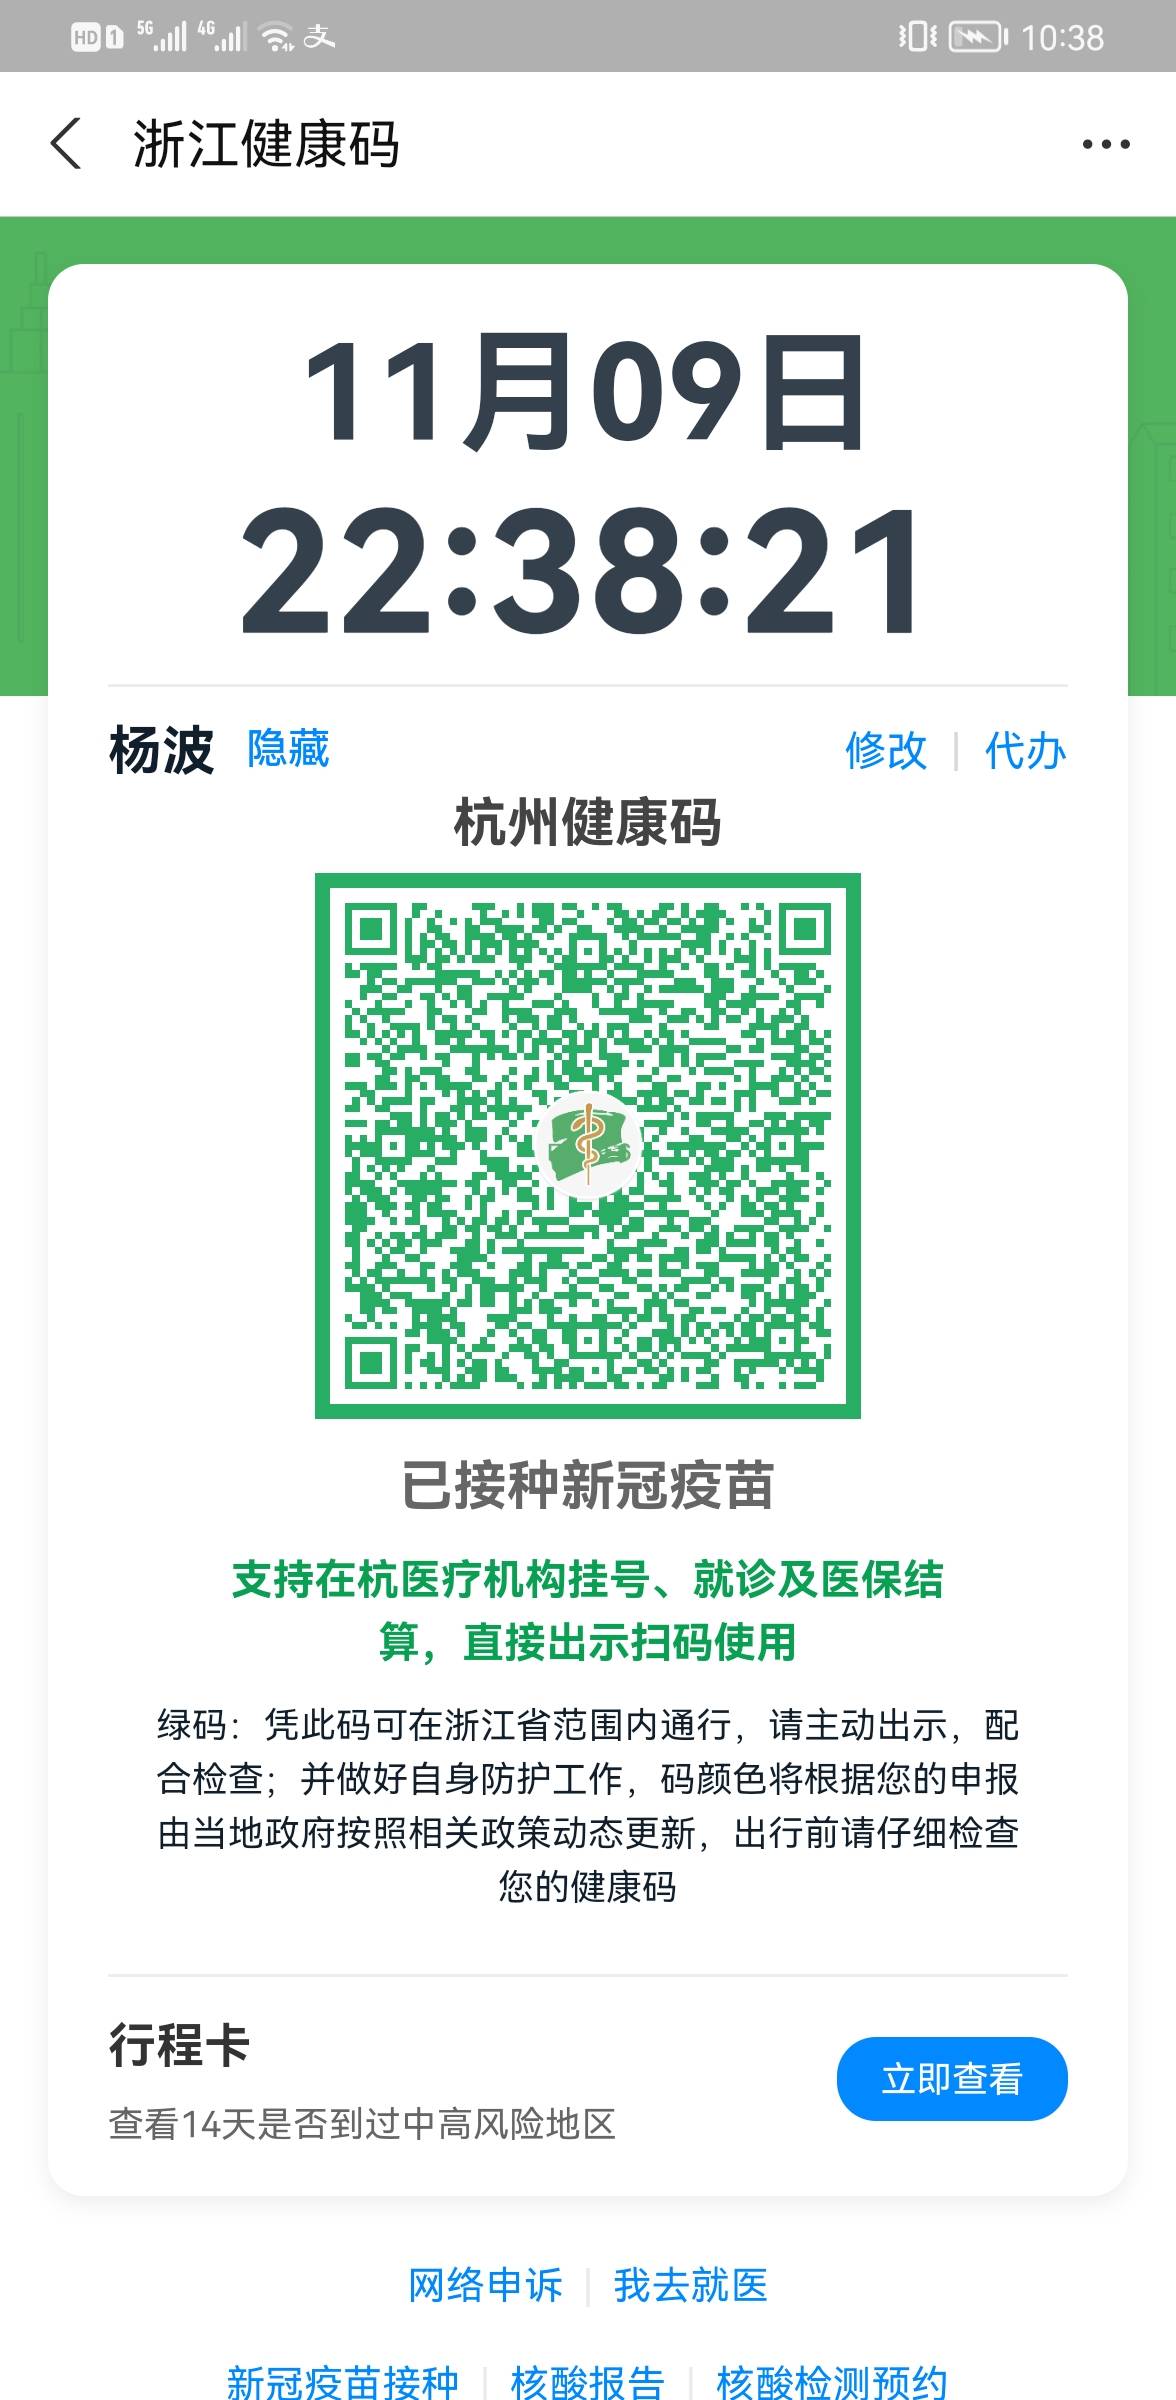 HD 1 5G 4G 支 10:38
浙江健康码
11月09日
22:38:21
杨波 隐藏 修改 | 代办
杭州健康码
已接种新冠疫苗
支持在杭医疗机构挂号、就诊及医保结
算，直接出示扫码使用
绿码：凭此码可在浙江省范围内通行，请主动出示，配
合检查；并做好自身防护工作，码颜色将根据您的申报
由当地政府按照相关政策动态更新，出行前请仔细检查
您的健康码
行程卡
立即查看
查看14天是否到过中高风险地区
网络申诉 | 我去就医
新冠疫苗接种 | 核酸报告 | 核酸检测预约